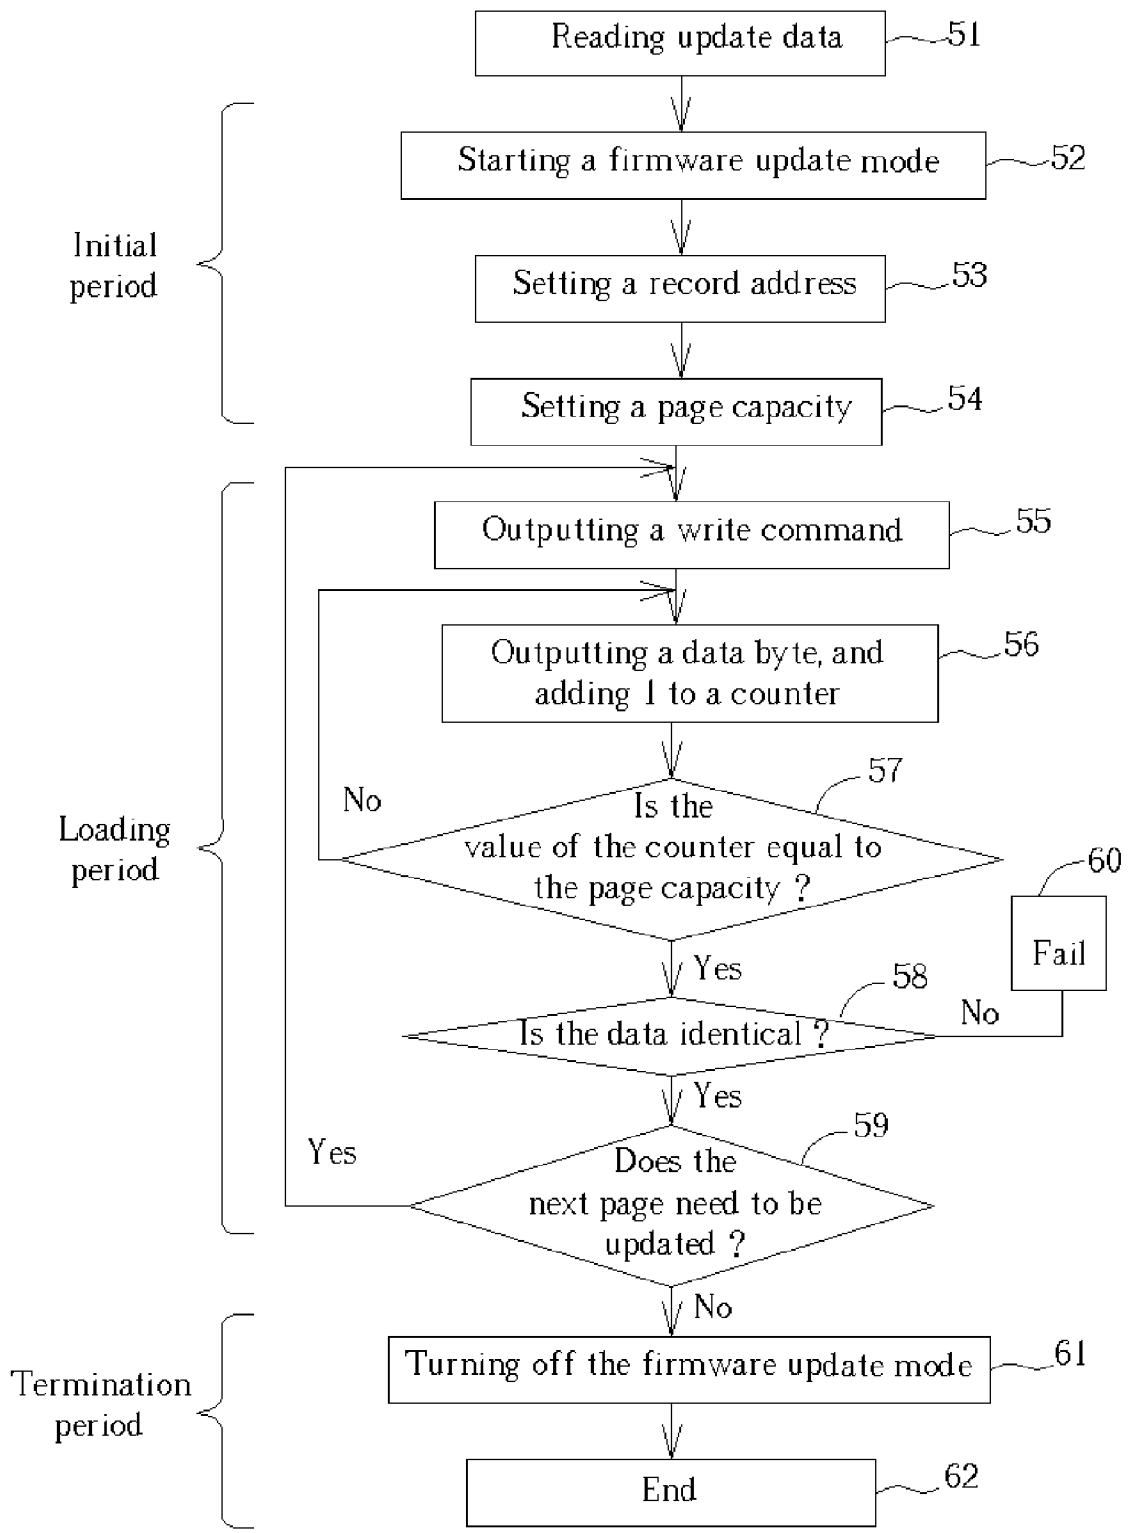 Reading update data
51
Starting a firmware update mode
52
Initial
period
Setting a record address
53
Setting a page capacity
54
Outputting a write command
55
Outputting a data byte, and
adding 1 to a counter
56
Loading
period
No
Is the
value of the counter equal to
the page capacity ?
57
60
Fail
Yes
58
Is the data identical ?
No
Yes
59
Yes
Does the
next page need to be
updated ?
No
Termination
period
Turning off the firmware update mode
61
End
62